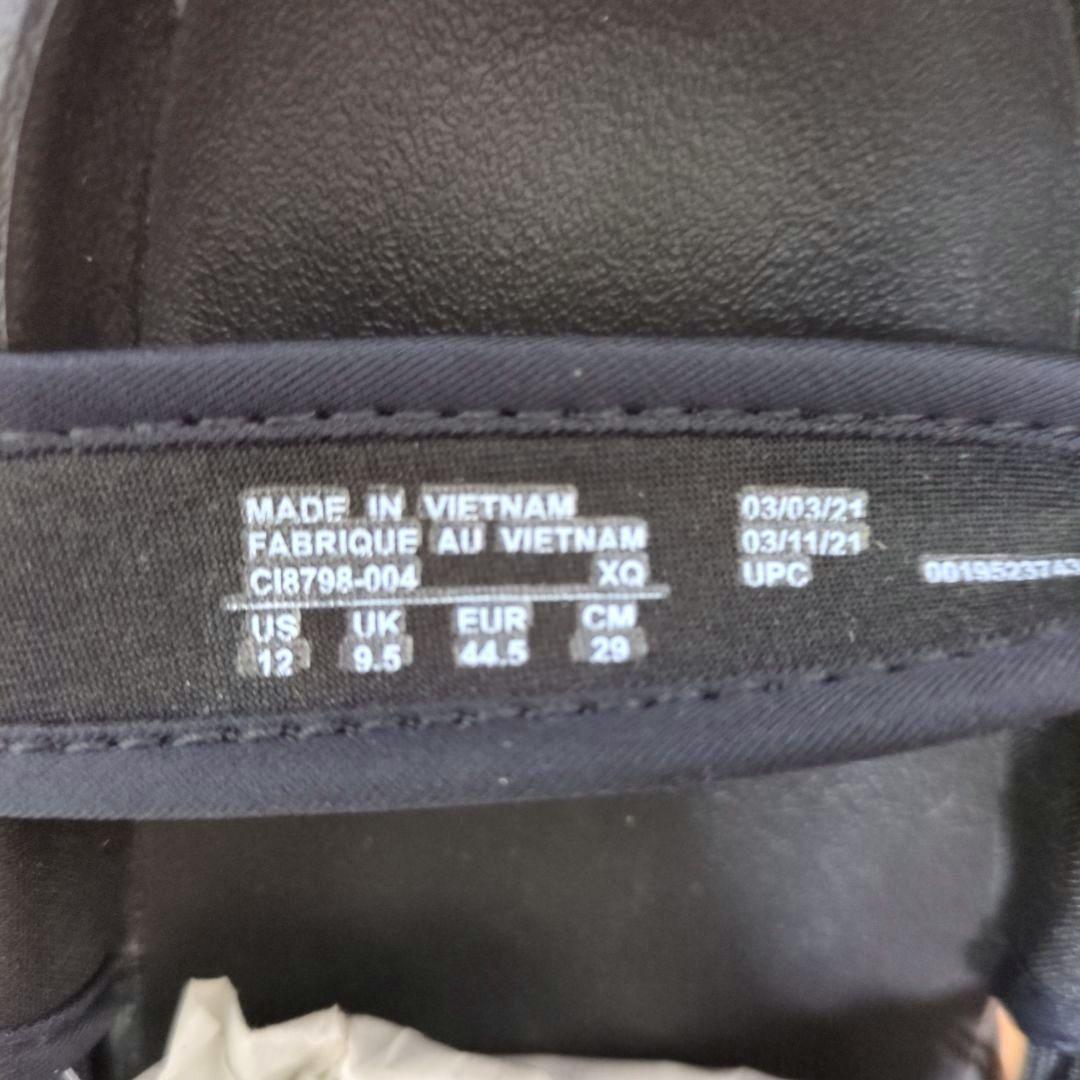 MADE IN VIETNAM
FABRIQUE AU VIETNAM
CI8798-004 XQ
US UK EUR CM
12 9.5 44.5 29
03/03/21
03/11/21
UPC 0019523743